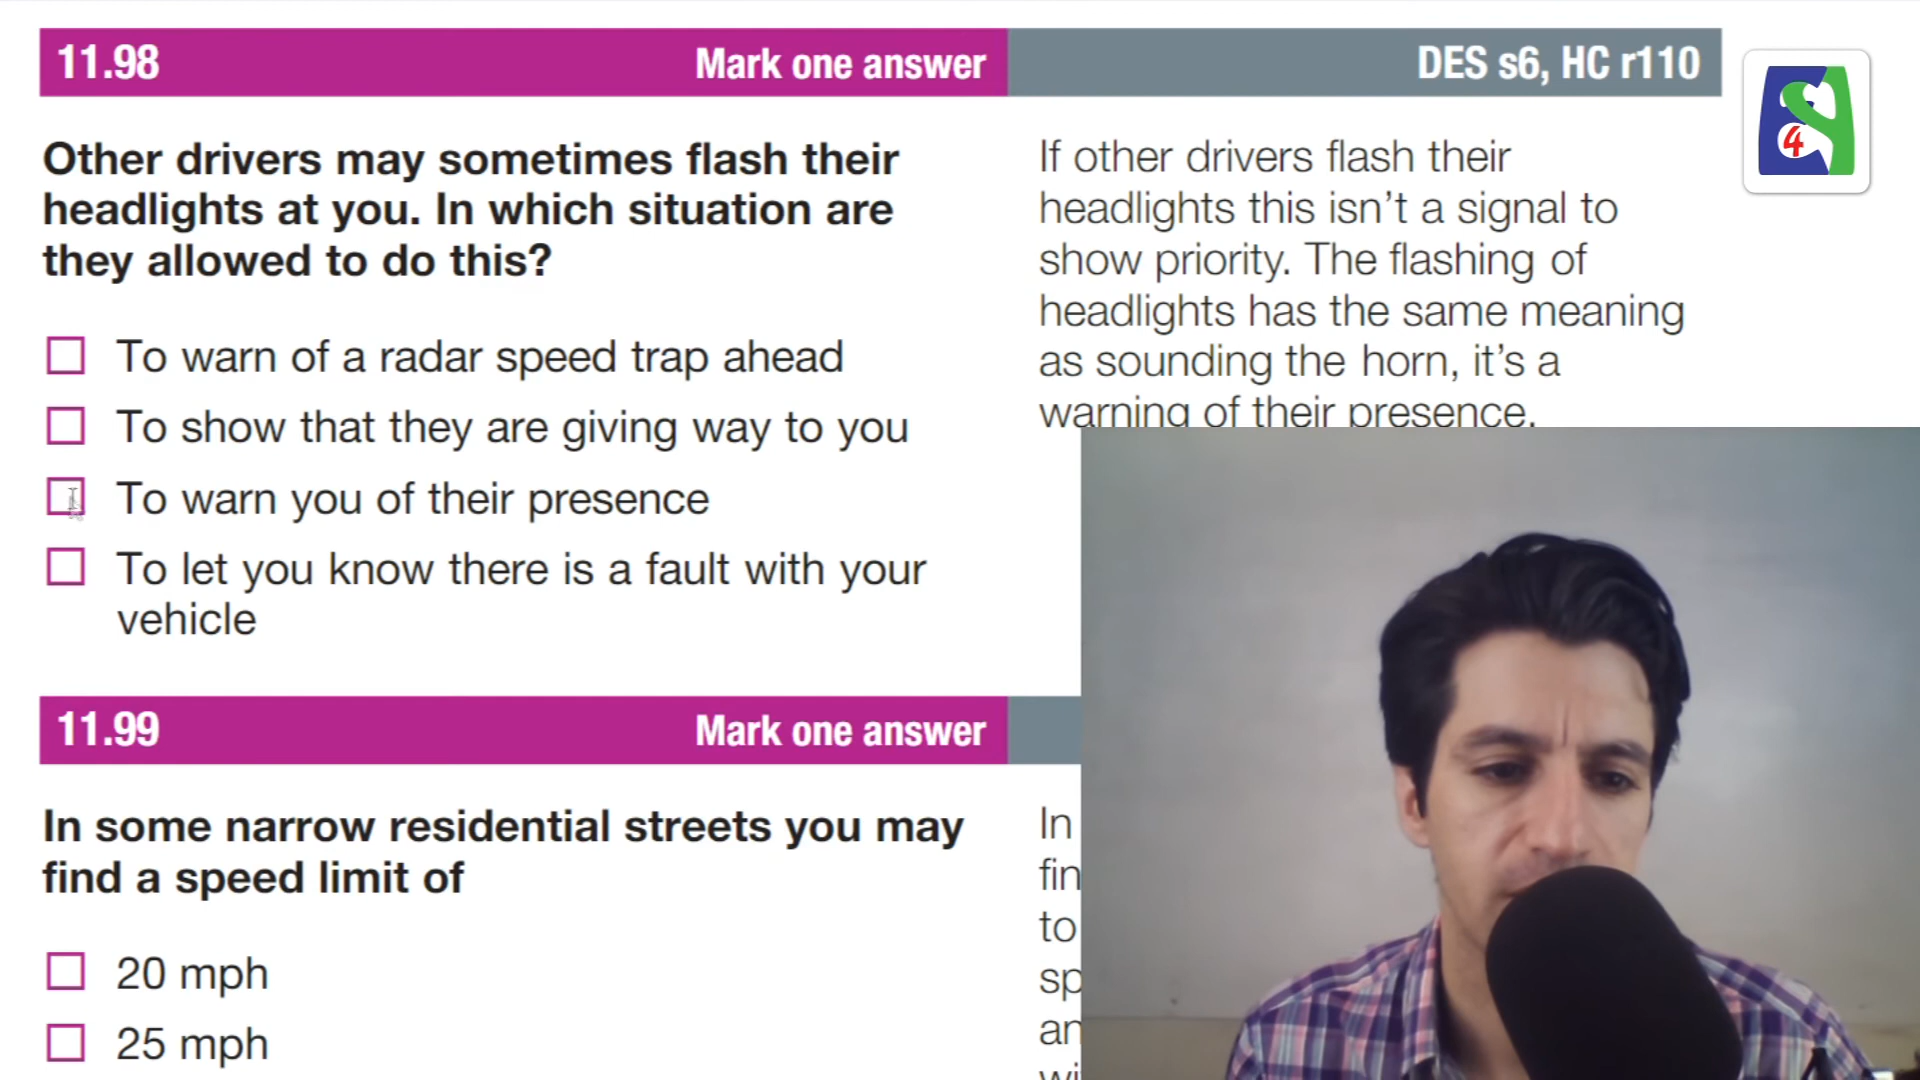 11.98 Mark one answer DES s6, HC r110
Other drivers may sometimes flash their
headlights at you. In which situation are
they allowed to do this?
To warn of a radar speed trap ahead
To show that they are giving way to you
To warn you of their presence
To let you know there is a fault with your
vehicle
If other drivers flash their
headlights this isn’t a signal to
show priority. The flashing of
headlights has the same meaning
as sounding the horn, it’s a
warning of their presence.
4
11.99 Mark one answer
In some narrow residential streets you may
find a speed limit of
20 mph
25 mph
In
fin
to
sp
an
wi